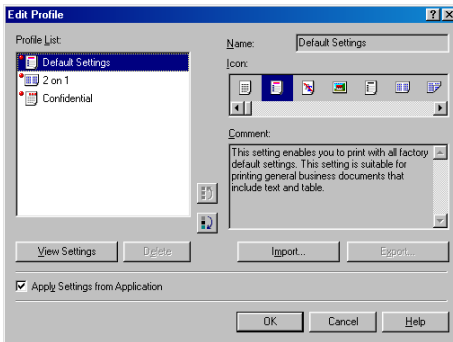 Edit Profile
Profile List:
Default Settings
2 on 1
Confidential
Name:
Default Settings
Icon:
Comment:
This setting enables you to print with all factory
default settings. This setting is suitable for
printing general business documents that
include text and table.
View Settings
Delete
Import...
Export...
Apply Settings from Application
OK
Cancel
Help